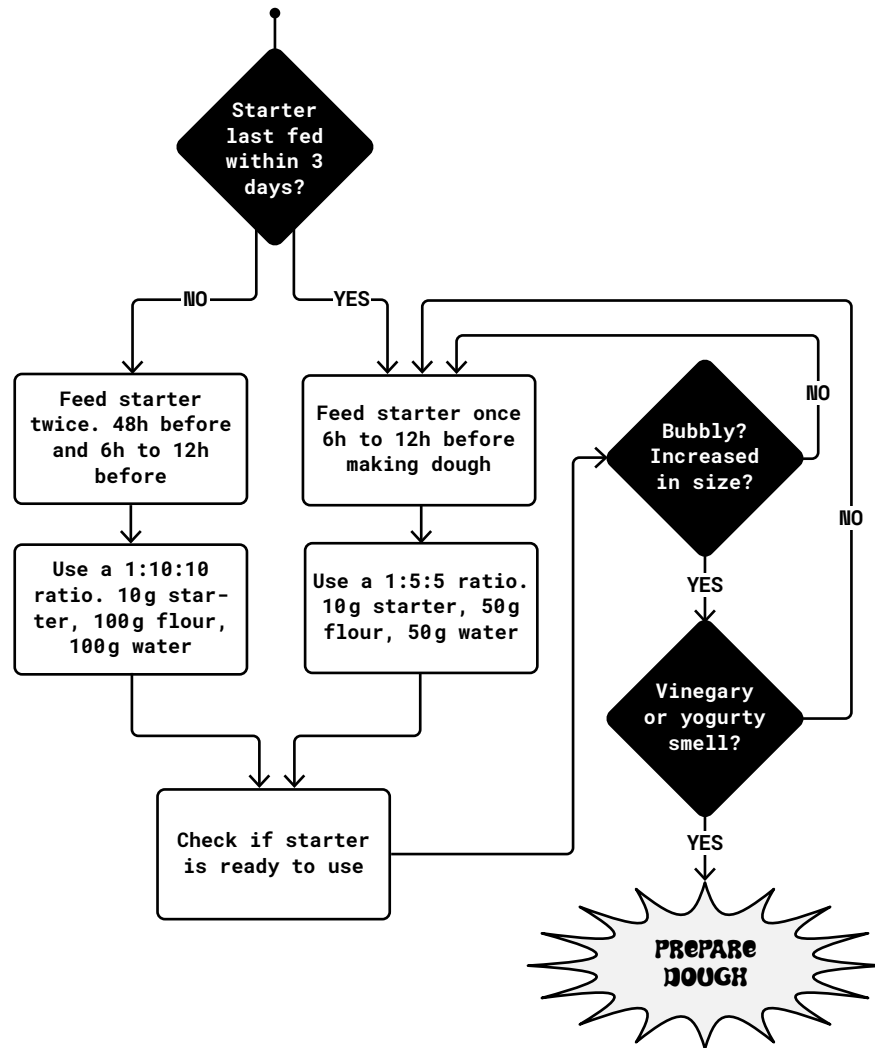 Starter
last fed
within 3
days?
NO
YES
Feed starter
twice. 48h before
and 6h to 12h
before
Feed starter once
6h to 12h before
making dough
NO
Bubbly?
Increased
in size?
NO
Use a 1:10:10
ratio. 10g star-
ter, 100g flour,
100g water
Use a 1:5:5 ratio.
10g starter, 50g
flour, 50g water
YES
Vinegary
or yogurty
smell?
Check if starter
is ready to use
YES
PREPARE
DOUGH